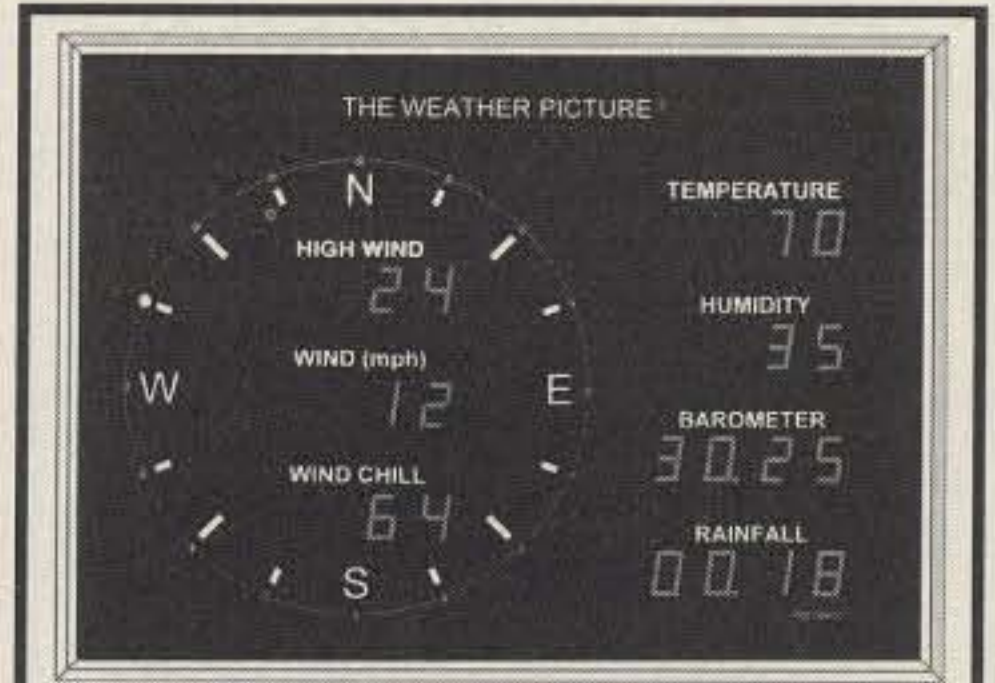 THE WEATHER PICTURE
N
HIGH WIND
24
WIND (mph)
12
WIND CHILL
64
W
E
S
TEMPERATURE
70
HUMIDITY
35
BAROMETER
30.25
RAINFALL
00.18